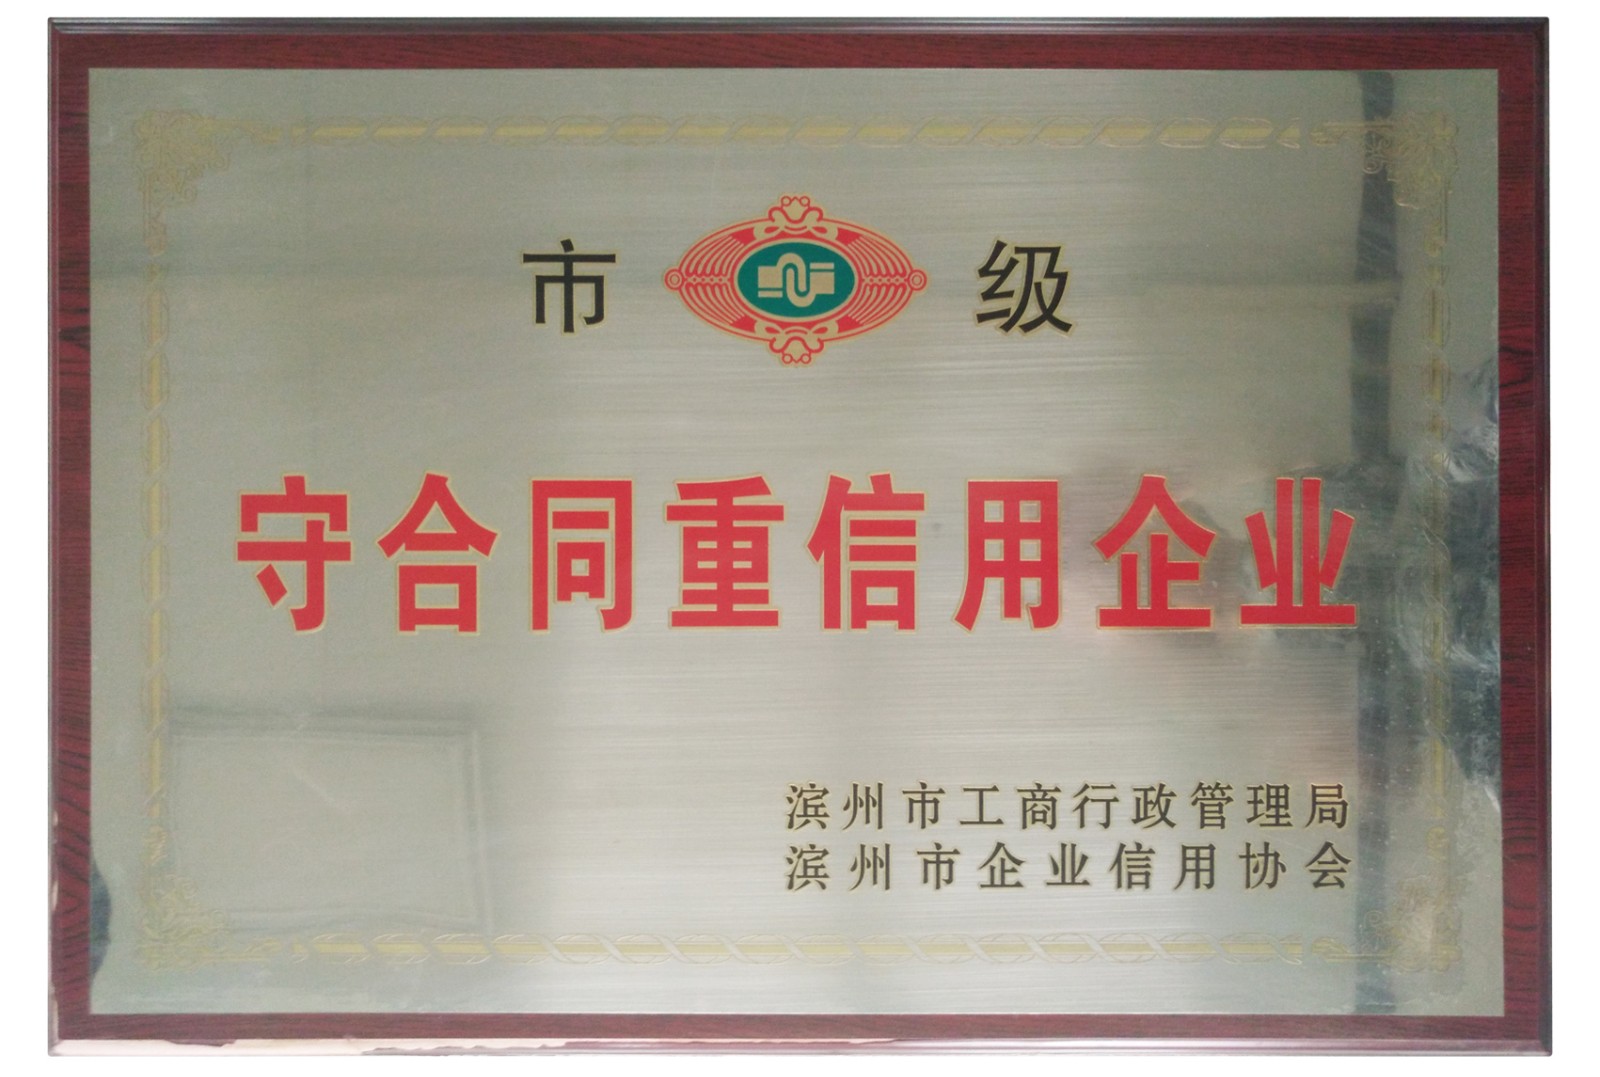 市 级
守合同重信用企业
滨州市工商行政管理局
滨州市企业信用协会